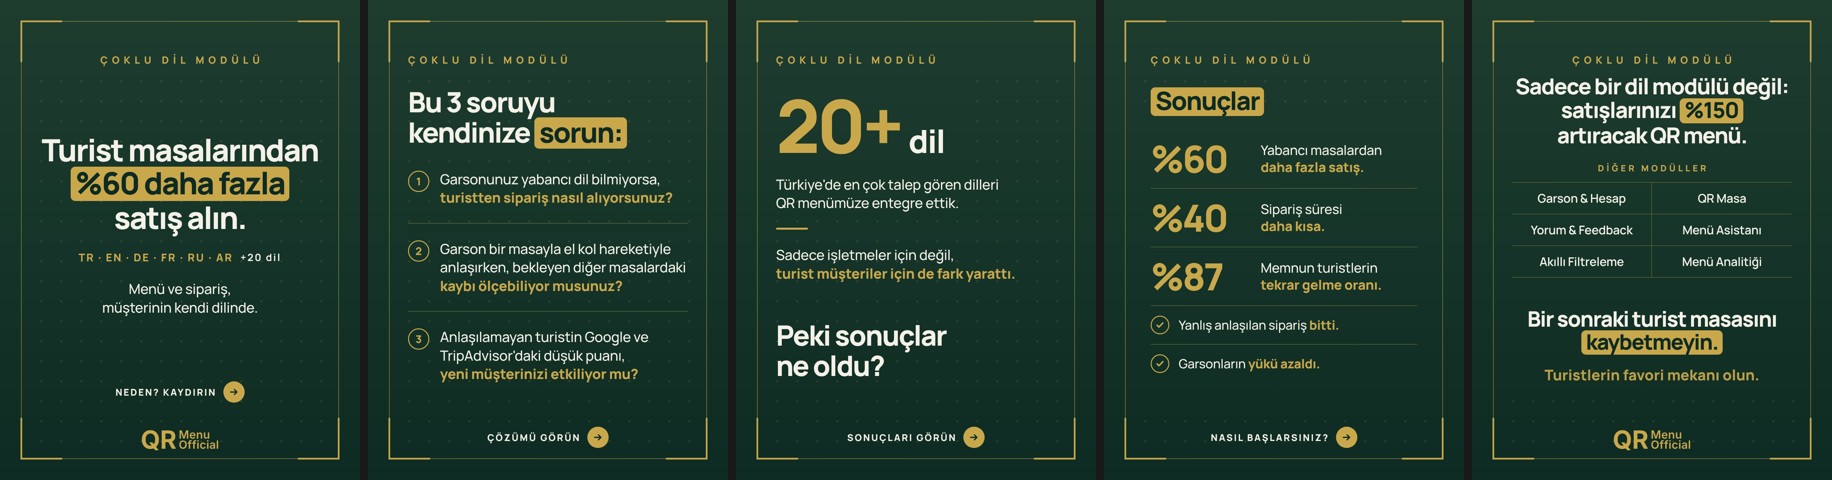 ÇOKLU DİL MODÜLÜ
Turist masalarından
%60 daha fazla
satış alın.
TR · EN · DE · FR · RU · AR +20 dil
Menü ve sipariş,
müşterinin kendi dilinde.
NEDEN? KAYDIRIN
QR Menu
Official
ÇOKLU DİL MODÜLÜ
Bu 3 soruyu
kendinize sorun:
1 Garsonunuz yabancı dil bilmiyorsa,
turistten sipariş nasıl alıyorsunuz?
2 Garson bir masayla el kol hareketiyle
anlaşırken, bekleyen diğer masalardaki
kaybı ölçebiliyor musunuz?
3 Anlaşılamayan turistin Google ve
TripAdvisor'daki düşük puanı,
yeni müşterinizi etkiliyor mu?
ÇÖZÜMÜ GÖRÜN
ÇOKLU DİL MODÜLÜ
20+ dil
Türkiye'de en çok talep gören dilleri
QR menümüze entegre ettik.
Sadece işletmeler için değil,
turist müşteriler için de fark yarattı.
Peki sonuçlar
ne oldu?
SONUÇLARI GÖRÜN
ÇOKLU DİL MODÜLÜ
Sonuçlar
%60 Yabancı masalardan
daha fazla satış.
%40 Sipariş süresi
daha kısa.
%87 Memnun turistlerin
tekrar gelme oranı.
Yanlış anlaşılan sipariş bitti.
Garsonların yükü azaldı.
NASIL BAŞLARSINIZ?
ÇOKLU DİL MODÜLÜ
Sadece bir dil modülü değil:
satışlarınızı %150
artıracak QR menü.
DİĞER MODÜLLER
Garson & Hesap QR Masa
Yorum & Feedback Menü Asistanı
Akıllı Filtreleme Menü Analitiği
Bir sonraki turist masasını
kaybetmeyin.
Turistlerin favori mekanı olun.
QR Menu
Official